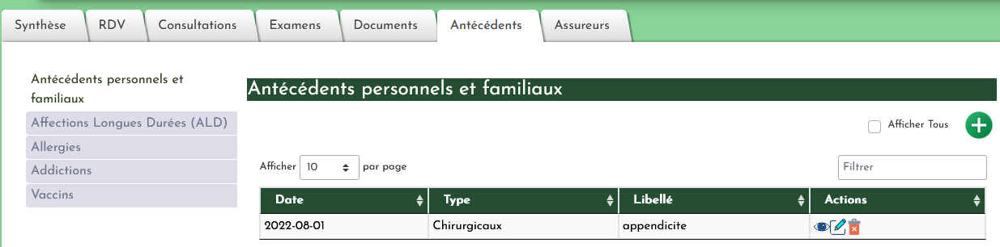 Synthèse RDV Consultations Examens Documents Antécédents Assureurs
Antécédents personnels et
familiaux
Affections Longues Durées (ALD)
Allergies
Addictions
Vaccins
Antécédents personnels et familiaux
Afficher Tous
Afficher 10 par page
Filtrer
Date Type Libellé Actions
2022-08-01 Chirurgicaux appendicite